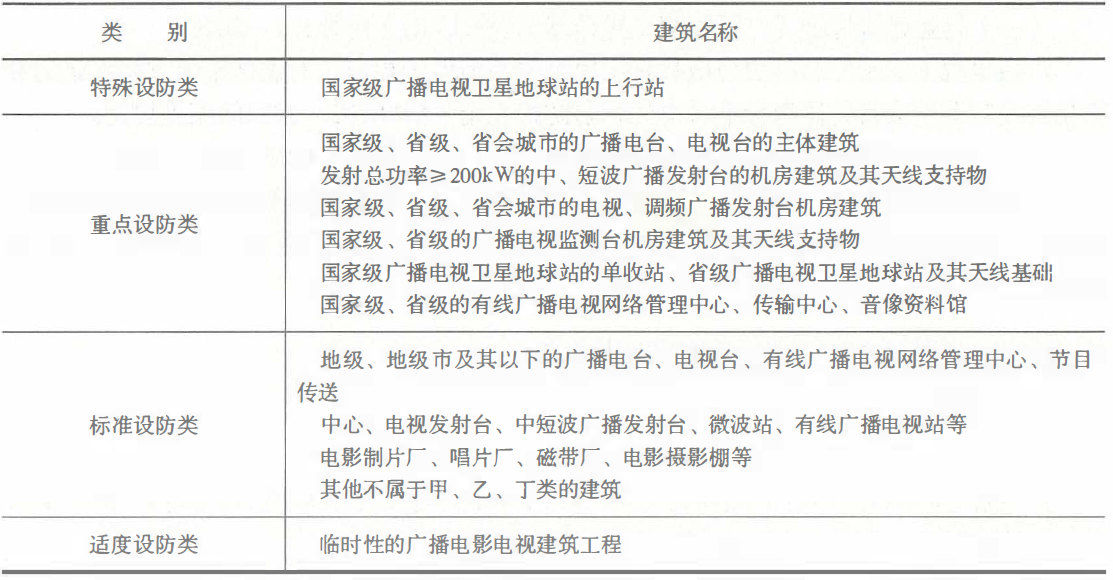 类 别 建筑名称
特殊设防类 国家级广播电视卫星地球站的上行站
国家级、省级、省会城市的广播电台、电视台的主体建筑
发射总功率≥200kW的中、短波广播发射台的机房建筑及其天线支持物
国家级、省级、省会城市的电视、调频广播发射台机房建筑
重点设防类
国家级、省级的广播电视监测台机房建筑及其天线支持物
国家级广播电视卫星地球站的单收站、省级广播电视卫星地球站及其天线基础
国家级、省级的有线广播电视网络管理中心、传输中心、音像资料馆
地级、地级市及其以下的广播电台、电视台、有线广播电视网络管理中心、节目
传送
标准设防类 中心、电视发射台、中短波广播发射台、微波站、有线广播电视站等
电影制片厂、唱片厂、磁带厂、电影摄影棚等
其他不属于甲、乙、丁类的建筑
适度设防类 临时性的广播电影电视建筑工程